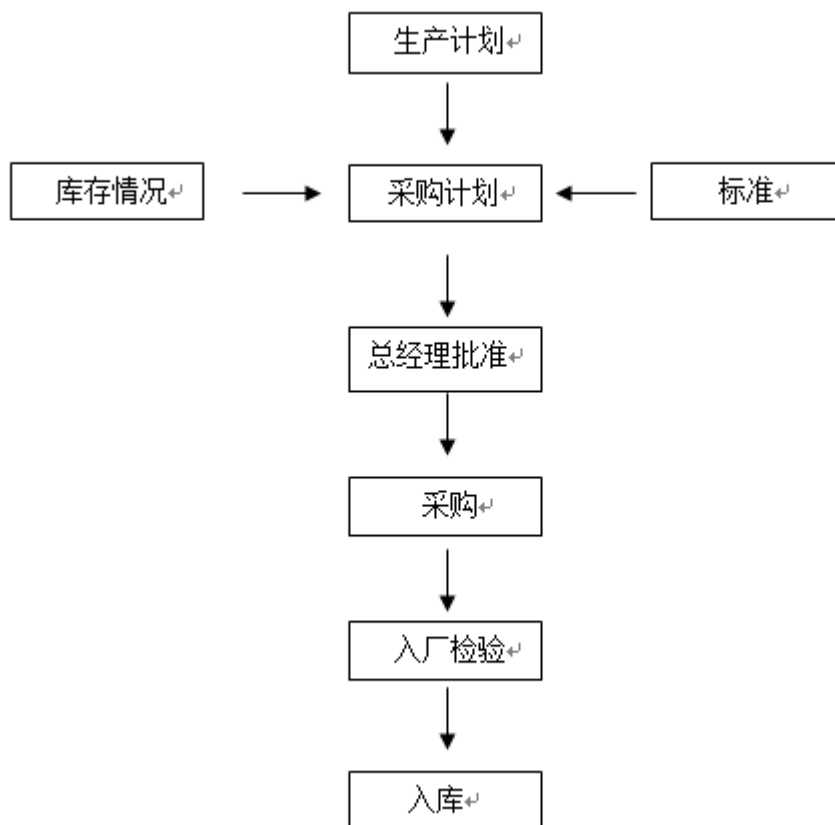 生产计划
库存情况
采购计划
标准
总经理批准
采购
入厂检验
入库